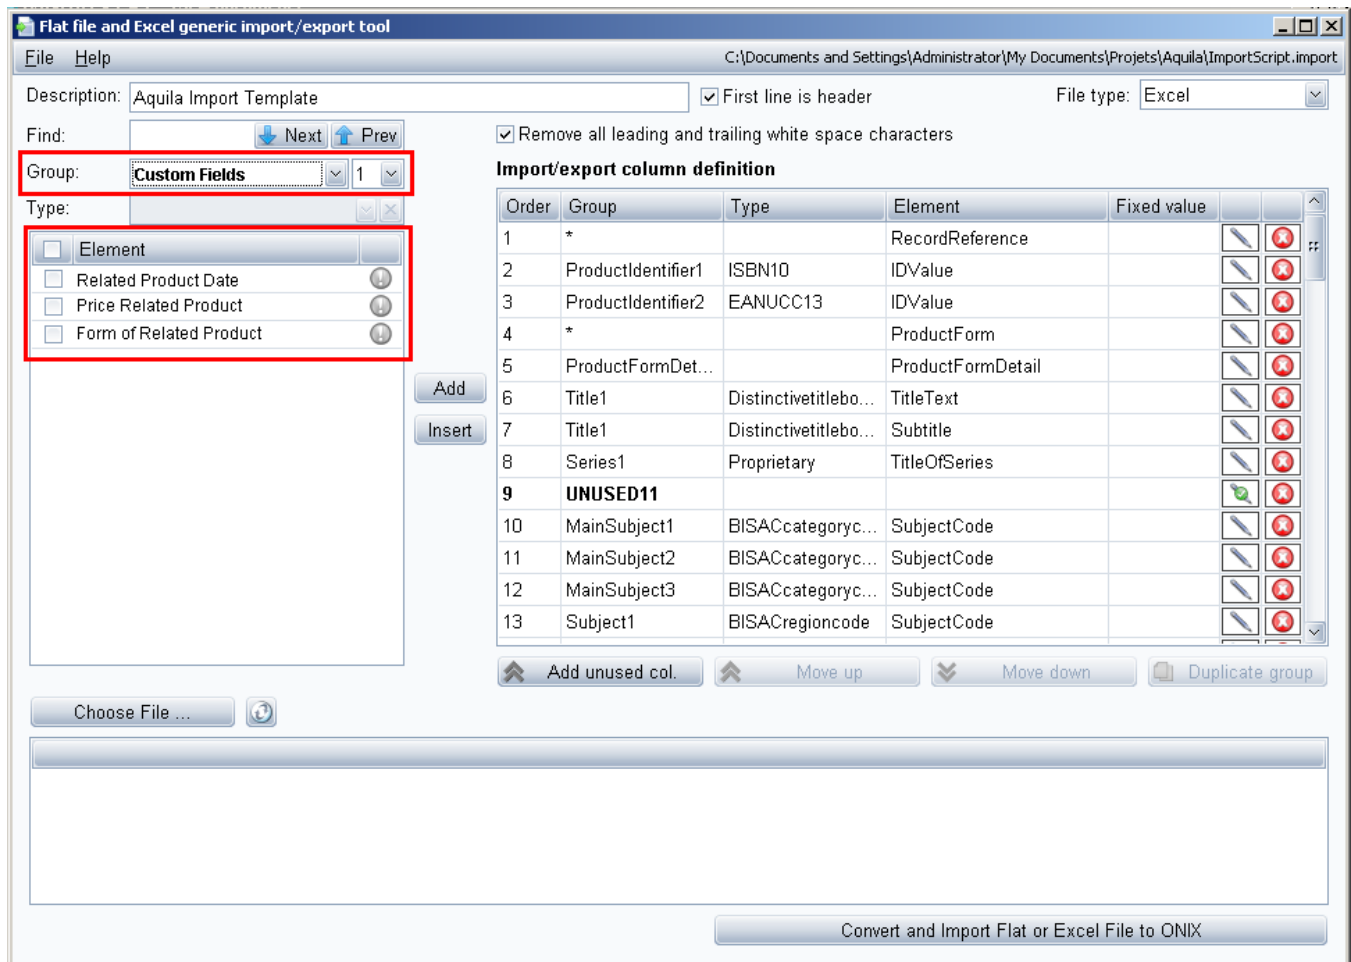 Flat file and Excel generic import/export tool
File Help C:\Documents and Settings\Administrator\My Documents\Projets\Aquila\ImportScript.import
Description: Aquila Import Template First line is header File type: Excel
Find: Next Prev Remove all leading and trailing white space characters
Group: Custom Fields 1 Import/export column definition
Type:
Element
Related Product Date
Price Related Product
Form of Related Product
Add
Insert
Order Group Type Element Fixed value
1 * RecordReference
2 ProductIdentifier1 ISBN10 IDValue
3 ProductIdentifier2 EANUCC13 IDValue
4 * ProductForm
5 ProductFormDet... ProductFormDetail
6 Title1 Distinctivetitlebo... TitleText
7 Title1 Distinctivetitlebo... Subtitle
8 Series1 Proprietary TitleOfSeries
9 UNUSED11
10 MainSubject1 BISACcategoryc... SubjectCode
11 MainSubject2 BISACcategoryc... SubjectCode
12 MainSubject3 BISACcategoryc... SubjectCode
13 Subject1 BISACregioncode SubjectCode
Add unused col. Move up Move down Duplicate group
Choose File ...
Convert and Import Flat or Excel File to ONIX